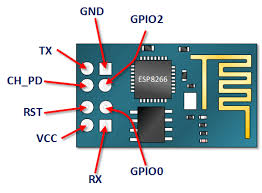 GND
GPIO2
TX
CH_PD
ESP8266
RST
VCC
GPIO0
RX